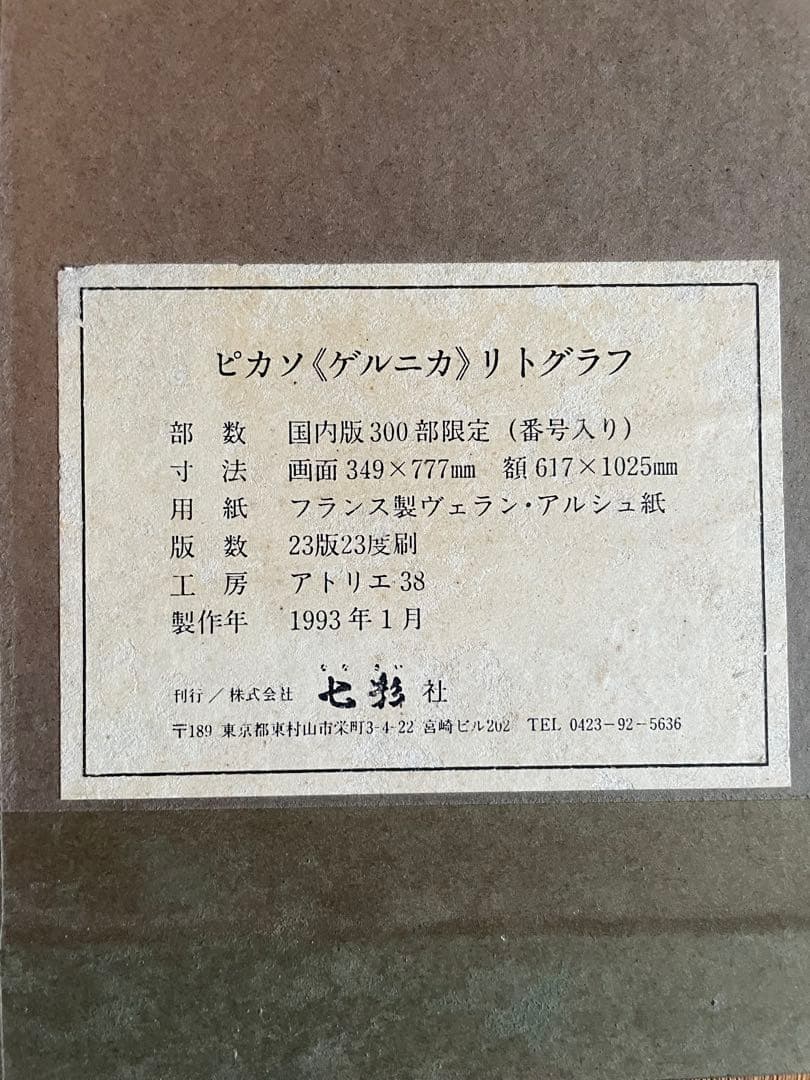 ピカソ《ゲルニカ》リトグラフ
部　数　国内版300部限定（番号入り）
寸　法　画面349×777㎜　額617×1025㎜
用　紙　フランス製ヴェラン・アルシュ紙
版　数　23版23度刷
工　房　アトリエ38
製作年　1993年1月
ななさい
刊行／株式会社　七彩社
〒189 東京都東村山市栄町3-4-22 宮崎ビル202　TEL 0423-92-5636